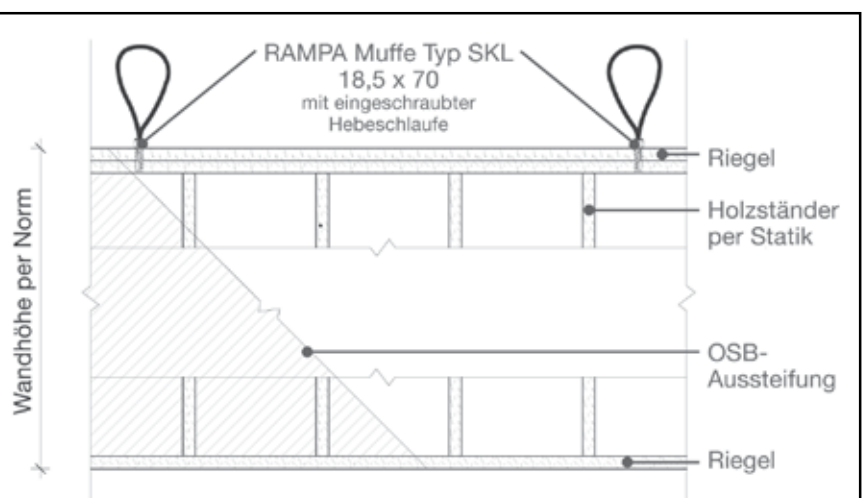 RAMPA Muffe Typ SKL
18,5 x 70
mit eingeschraubter
Hebeschlaufe
Riegel
Holzständer
per Statik
Wandhöhe per Norm
OSB-
Aussteifung
Riegel